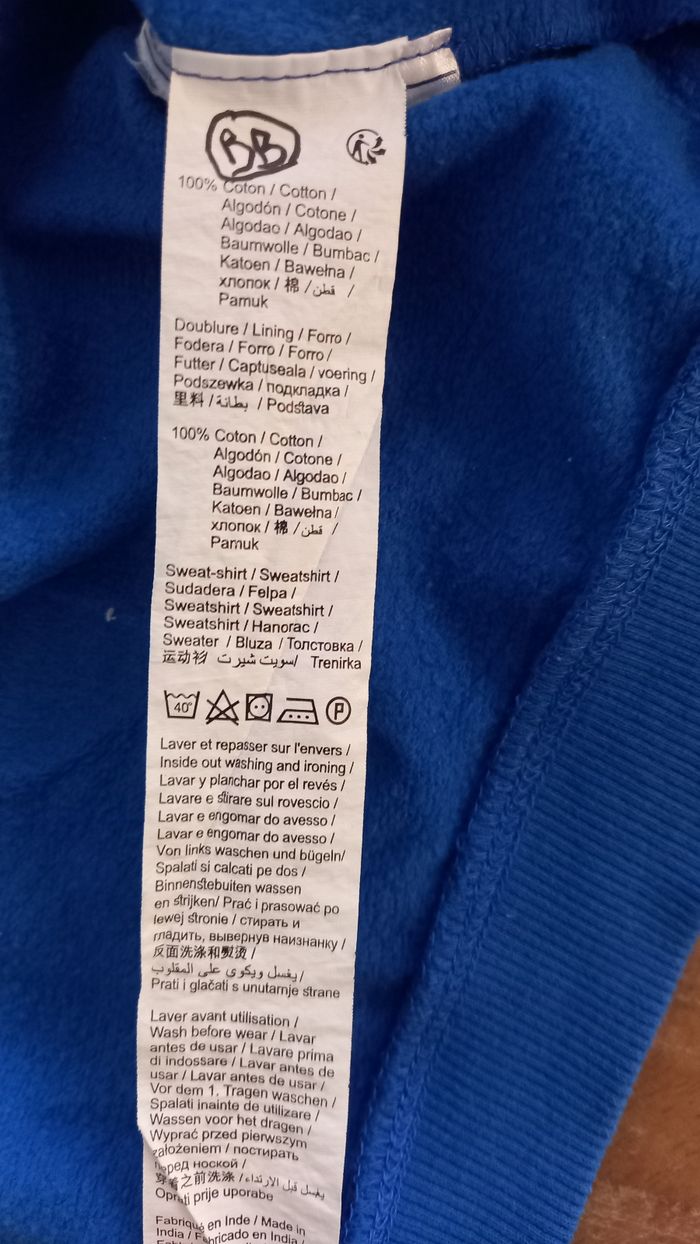 BB
100% Coton / Cotton /
Algodón / Cotone /
Algodao / Algodao /
Baumwolle / Bumbac /
Katoen / Bawełna /
хлопок / 棉 / قطن /
Pamuk
Doublure / Lining / Forro /
Fodera / Forro / Forro /
Futter / Captuseala / voering /
Podszewka / подкладка /
里料 / بطانة / Podstava
100% Coton / Cotton /
Algodón / Cotone /
Algodao / Algodao /
Baumwolle / Bumbac /
Katoen / Bawełna /
хлопок / 棉 / قطن /
Pamuk
Sweat-shirt / Sweatshirt /
Sudadera / Felpa /
Sweatshirt / Sweatshirt /
Sweatshirt / Hanorac /
Sweater / Bluza / Толстовка /
运动衫 سويت شيرت / Trenirka
40° P
Laver et repasser sur l'envers /
Inside out washing and ironing /
Lavar y planchar por el revés /
Lavare e stirare sul rovescio /
Lavar e engomar do avesso /
Lavar e engomar do avesso /
Von links waschen und bügeln/
Spalati si calcati pe dos /
Binnenstebuiten wassen
en strijken/ Prać i prasować po
lewej stronie / стирать и
гладить, вывернув наизнанку /
反面洗涤和熨烫 /
يغسل ويكوى على المقلوب /
Prati i glačati s unutarnje strane
Laver avant utilisation /
Wash before wear / Lavar
antes de usar / Lavare prima
di indossare / Lavar antes de
usar / Lavar antes de usar /
Vor dem 1. Tragen waschen /
Spalati inainte de utilizare /
Wassen voor het dragen /
Wyprać przed pierwszym
założeniem / постирать
перед ноской /
穿着之前洗涤 / يغسل قبل الارتداء /
Oprati prije uporabe
Fabriqué en Inde / Made in
India / Fabricado en India /